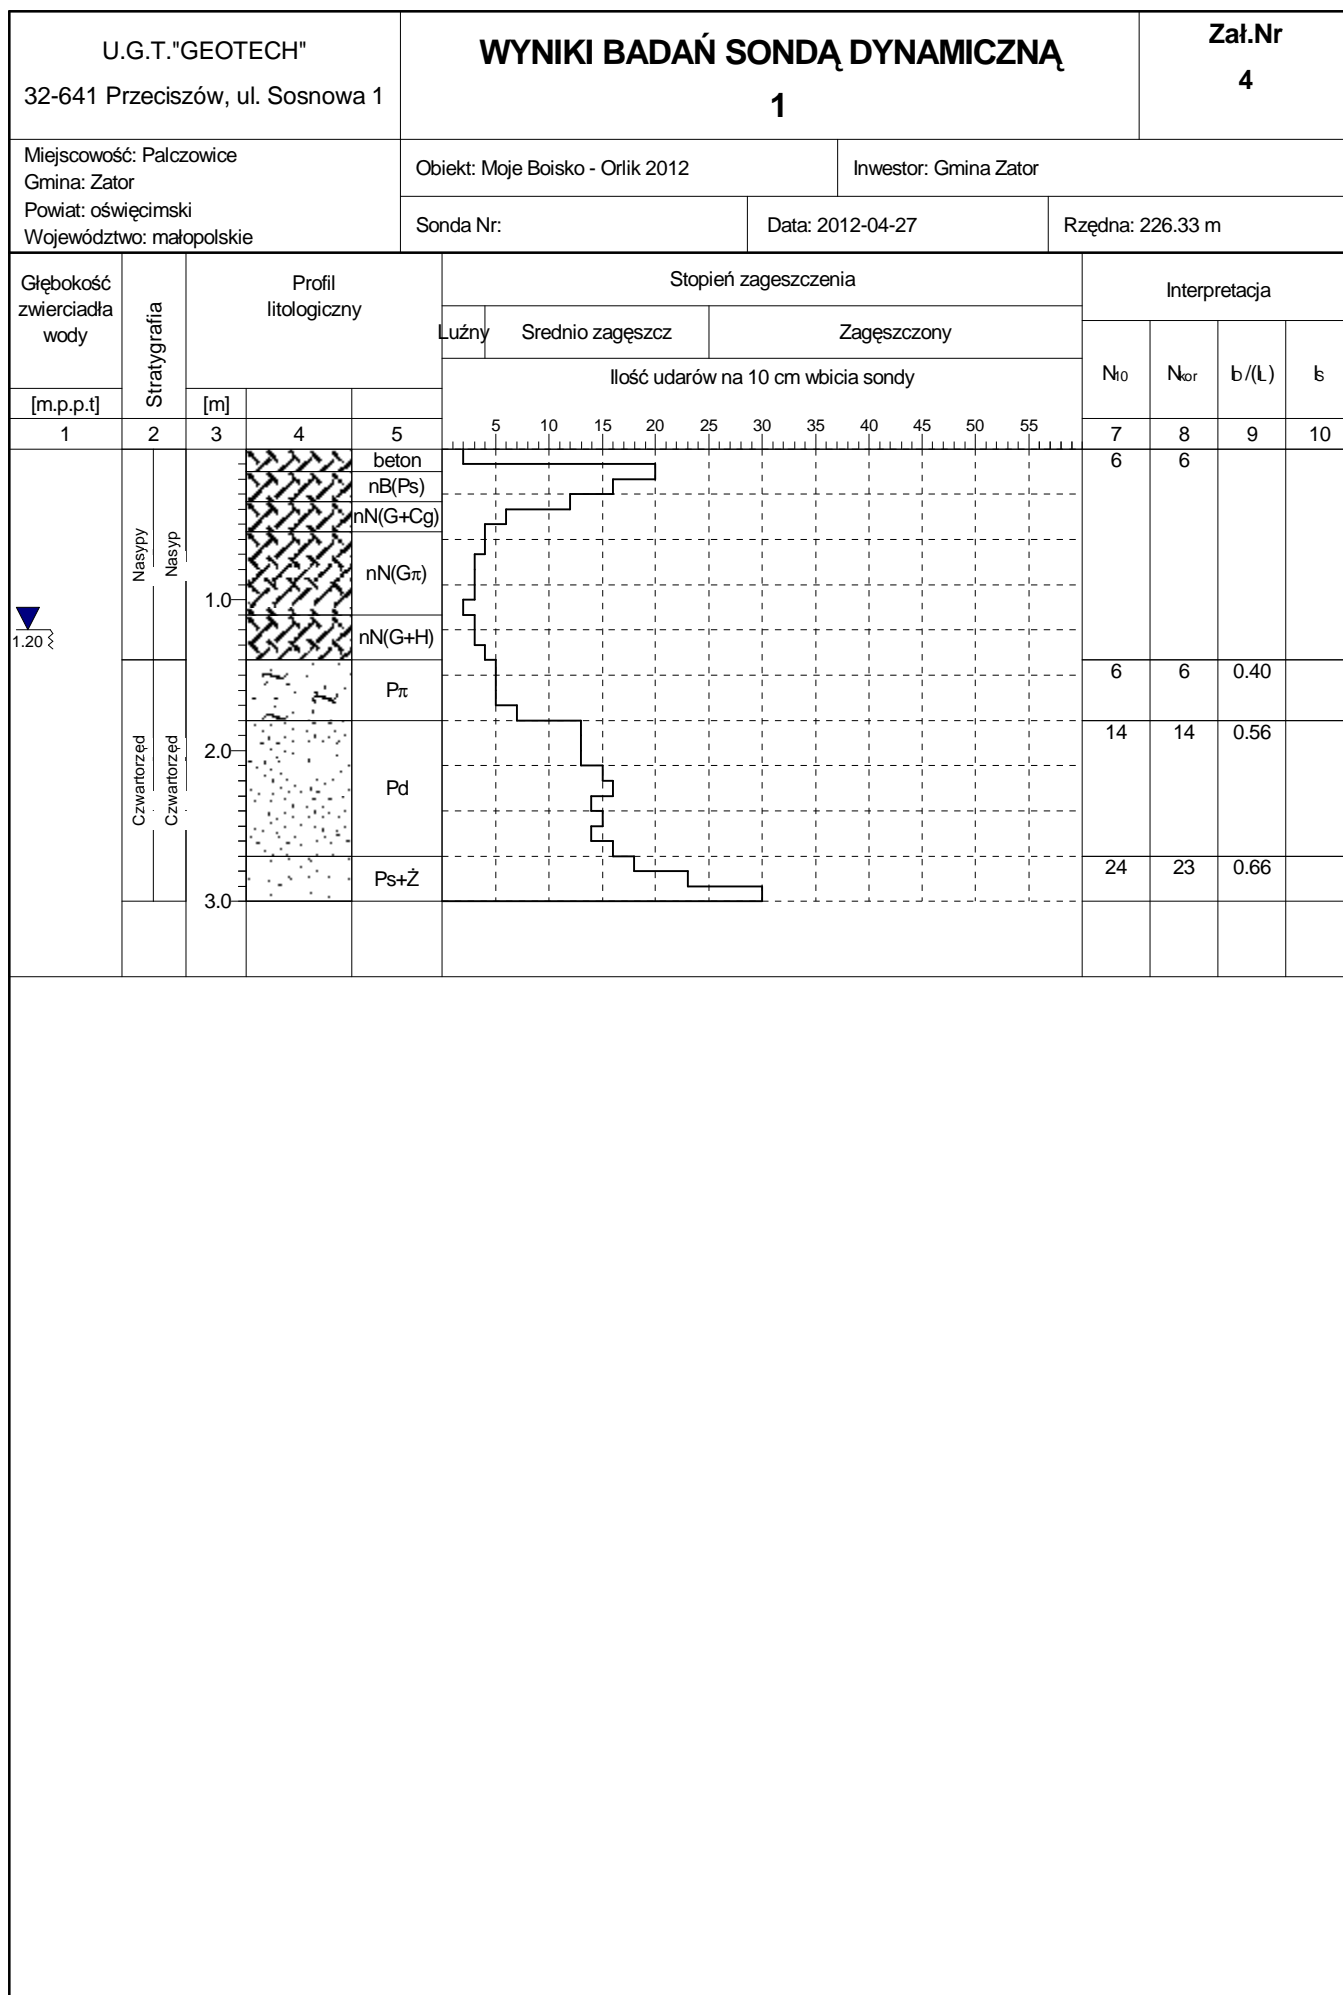 U.G.T."GEOTECH"
32-641 Przeciszów, ul. Sosnowa 1
WYNIKI BADAŃ SONDĄ DYNAMICZNĄ
1
Zał.Nr
4
Miejscowość: Palczowice
Gmina: Zator
Powiat: oświęcimski
Województwo: małopolskie
Obiekt: Moje Boisko - Orlik 2012
Inwestor: Gmina Zator
Sonda Nr:
Data: 2012-04-27
Rzędna: 226.33 m
Głębokość
zwierciadła
wody
[m.p.p.t]
Stratygrafia
Profil
litologiczny
[m]
Stopień zageszczenia
Luźny
Srednio zagęszcz
Zagęszczony
Ilość udarów na 10 cm wbicia sondy
Interpretacja
N10
Nkor
ID/(IL)
IS
1 2 3 4 5
5 10 15 20 25 30 35 40 45 50 55
7 8 9 10
beton
nB(Ps)
nN(G+Cg)
nN(Gπ)
nN(G+H)
Pπ
Pd
Ps+Ż
Nasypy
Nasyp
Czwartorzęd
Czwartorzęd
1.0
2.0
3.0
1.20
6 6
6 6 0.40
14 14 0.56
24 23 0.66